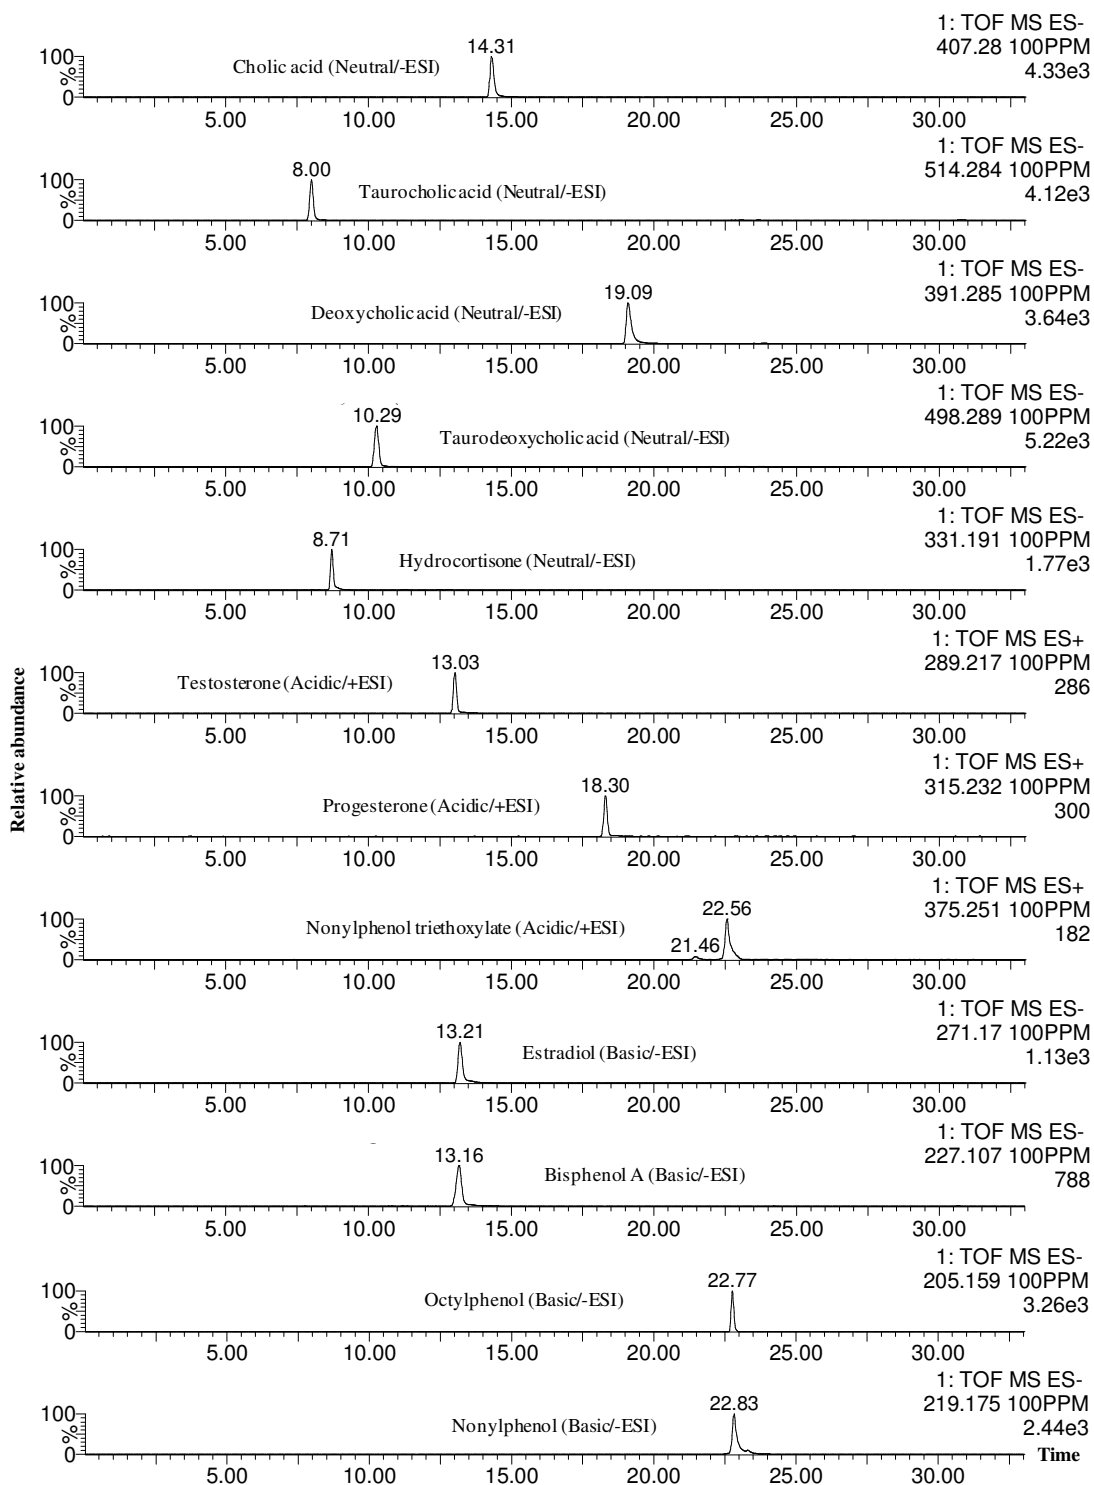 1: TOF MS ES-
407.28 100PPM
4.33e3
14.31
Cholic acid (Neutral/-ESI)
100
%
0
5.00 10.00 15.00 20.00 25.00 30.00
1: TOF MS ES-
514.284 100PPM
4.12e3
8.00
Taurocholic acid (Neutral/-ESI)
100
%
0
5.00 10.00 15.00 20.00 25.00 30.00
1: TOF MS ES-
391.285 100PPM
3.64e3
19.09
Deoxycholic acid (Neutral/-ESI)
100
%
0
5.00 10.00 15.00 20.00 25.00 30.00
1: TOF MS ES-
498.289 100PPM
5.22e3
10.29
Taurodeoxycholic acid (Neutral/-ESI)
100
%
0
5.00 10.00 15.00 20.00 25.00 30.00
1: TOF MS ES-
331.191 100PPM
1.77e3
8.71
Hydrocortisone (Neutral/-ESI)
100
%
0
5.00 10.00 15.00 20.00 25.00 30.00
1: TOF MS ES+
289.217 100PPM
286
13.03
Testosterone (Acidic/+ESI)
100
%
0
5.00 10.00 15.00 20.00 25.00 30.00
Relative abundance
1: TOF MS ES+
315.232 100PPM
300
18.30
Progesterone (Acidic/+ESI)
100
%
0
5.00 10.00 15.00 20.00 25.00 30.00
1: TOF MS ES+
375.251 100PPM
182
22.56
21.46
Nonylphenol triethoxylate (Acidic/+ESI)
100
%
0
5.00 10.00 15.00 20.00 25.00 30.00
1: TOF MS ES-
271.17 100PPM
1.13e3
13.21
Estradiol (Basic/-ESI)
100
%
0
5.00 10.00 15.00 20.00 25.00 30.00
1: TOF MS ES-
227.107 100PPM
788
13.16
Bisphenol A (Basic/-ESI)
100
%
0
5.00 10.00 15.00 20.00 25.00 30.00
1: TOF MS ES-
205.159 100PPM
3.26e3
22.77
Octylphenol (Basic/-ESI)
100
%
0
5.00 10.00 15.00 20.00 25.00 30.00
1: TOF MS ES-
219.175 100PPM
2.44e3
22.83
Nonylphenol (Basic/-ESI)
100
%
0
Time
5.00 10.00 15.00 20.00 25.00 30.00